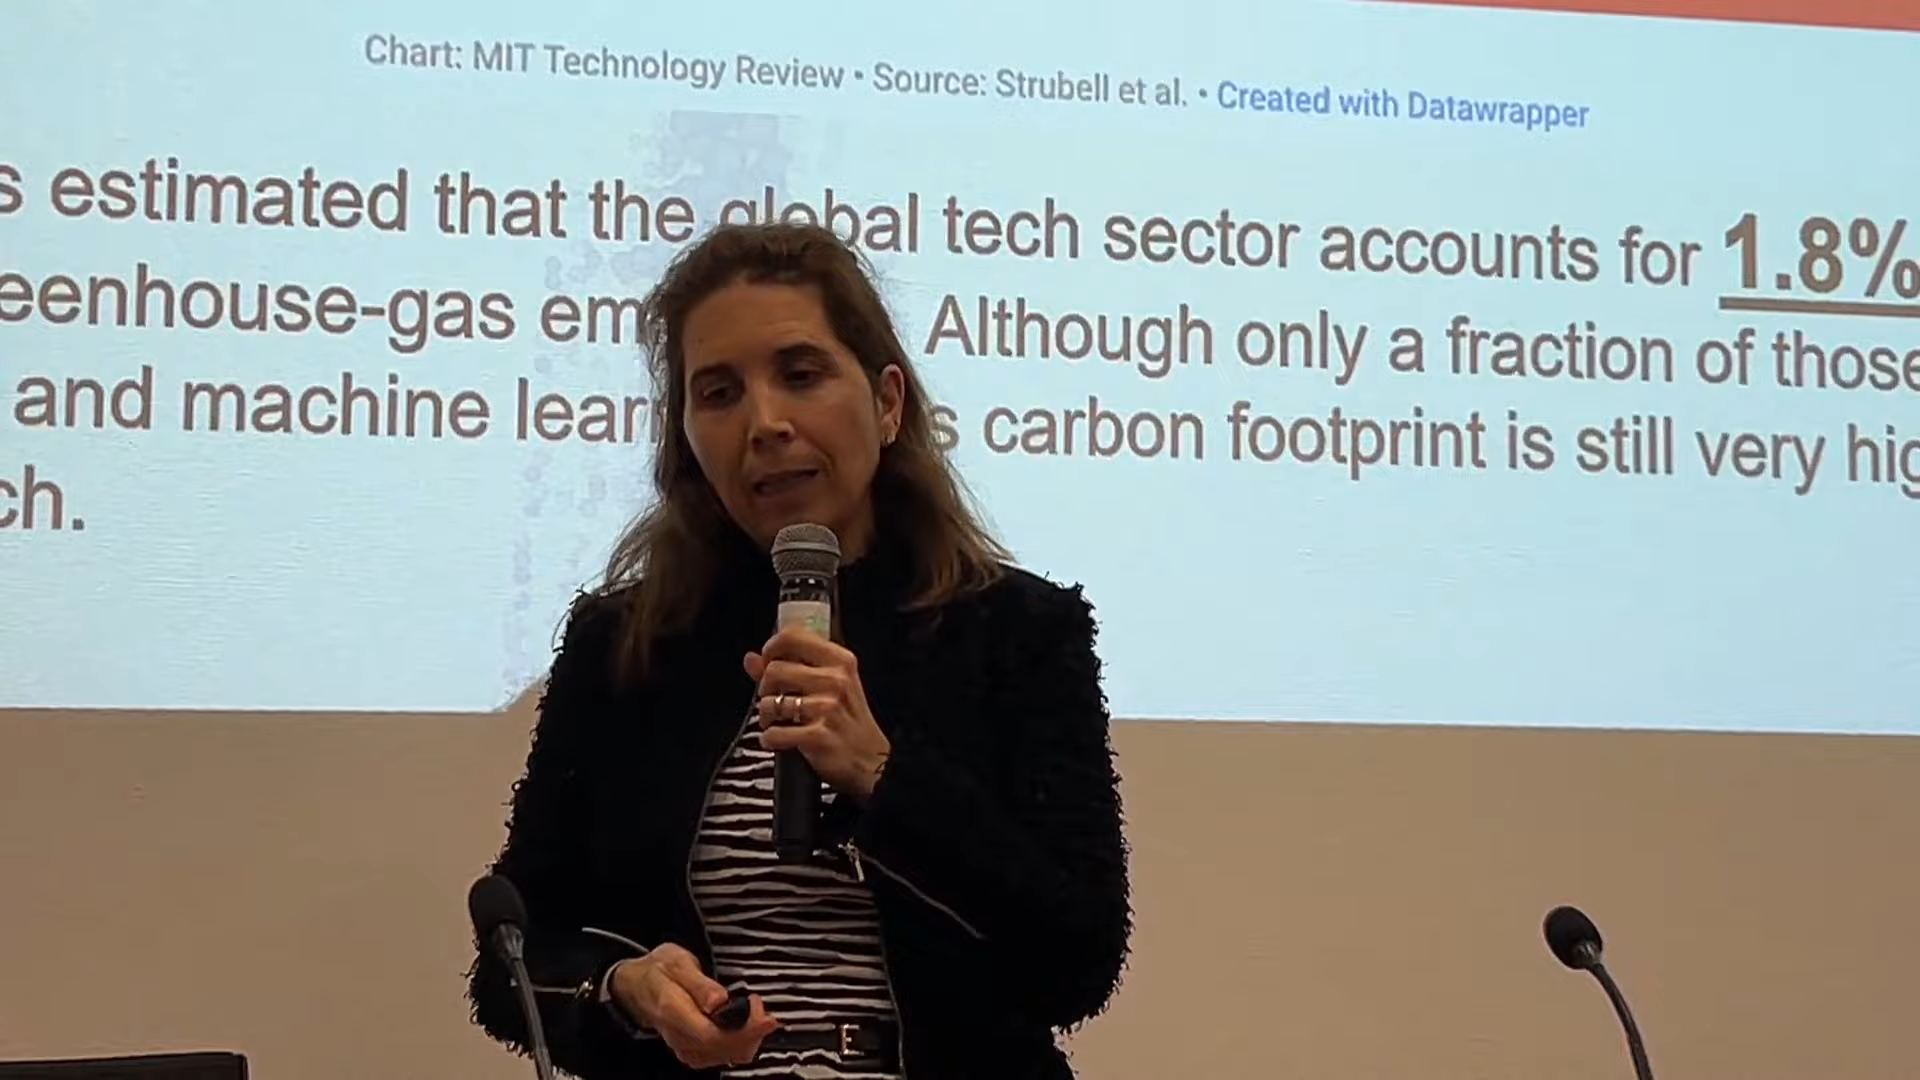 Chart: MIT Technology Review • Source: Strubell et al. • Created with Datawrapper
s estimated that the global tech sector accounts for 1.8%
eenhouse-gas em Although only a fraction of those
and machine lear s carbon footprint is still very hig
ch.